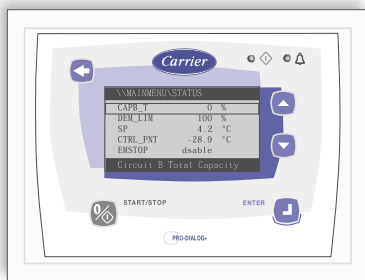 Carrier
\\MAINMENU\STATUS
CAPB_T 0 %
DEM_LIM 100 %
SP 4.2 °C
CTRL_PNT -28.9 °C
EMSTOP dsable
Circuit B Total Capacity
START/STOP
ENTER
PRO-DIALOG+